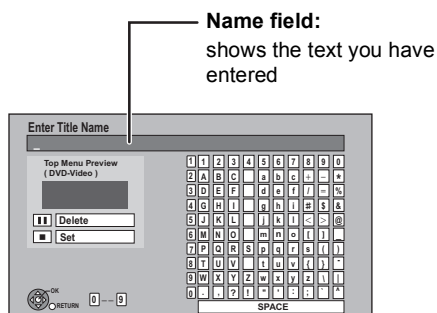 Name field:
shows the text you have
entered
Enter Title Name
_
Top Menu Preview
( DVD-Video )
Delete
Set
1 1 2 3 4 5 6 7 8 9 0
2 A B C a b c + - *
3 D E F d e f / = %
4 G H I g h i # $ &
5 J K L j k l < > @
6 M N O m n o [ ]
7 P Q R S p q r s ( )
8 T U V t u v { }
9 W X Y Z w x y z \ |
0 . , ? ! " ' : ; ^
SPACE
OK
RETURN
0 -- 9